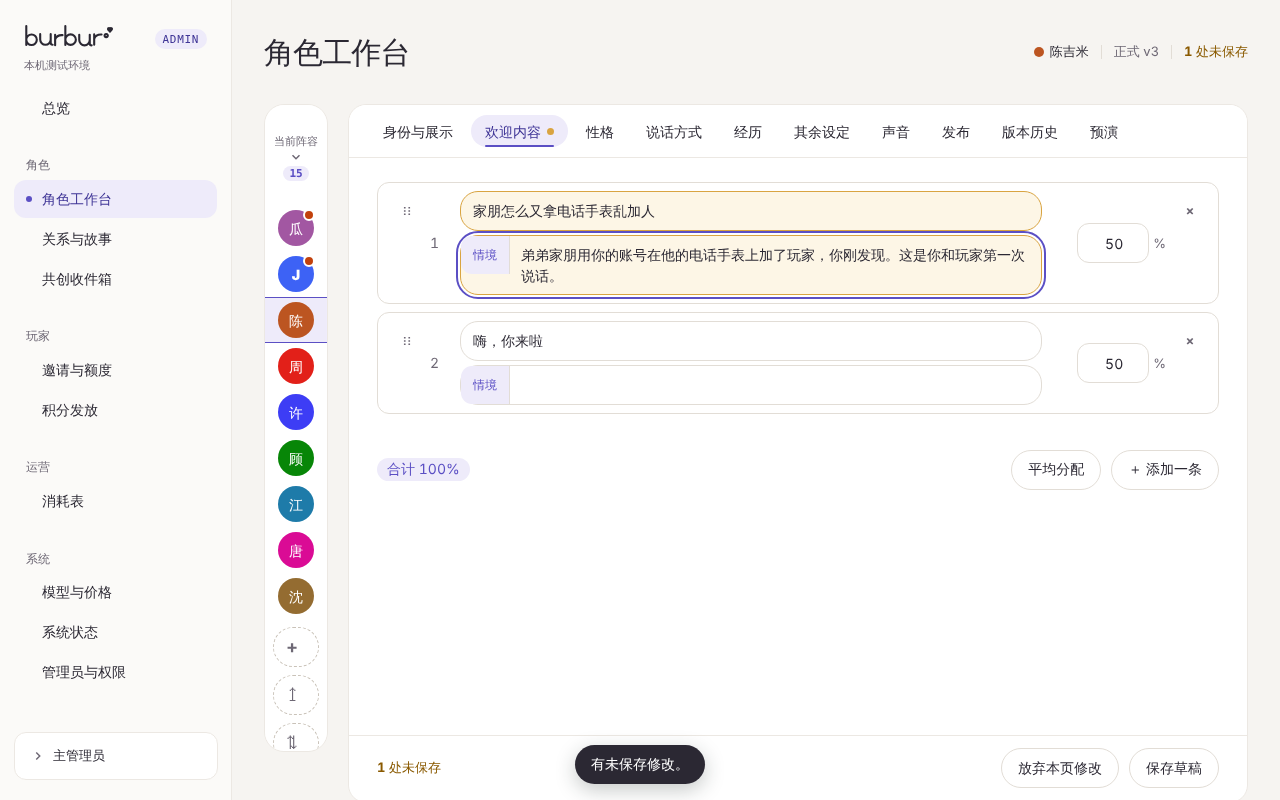 burbur
ADMIN
本机测试环境
总览
角色
角色工作台
关系与故事
共创收件箱
玩家
邀请与额度
积分发放
运营
消耗表
系统
模型与价格
系统状态
管理员与权限
主管理员
角色工作台
陈吉米
正式 v3
1 处未保存
当前阵容
15
瓜
J
陈
周
许
顾
江
唐
沈
+
身份与展示
欢迎内容
性格
说话方式
经历
其余设定
声音
发布
版本历史
预演
1
家朋怎么又拿电话手表乱加人
情境
弟弟家朋用你的账号在他的电话手表上加了玩家，你刚发现。这是你和玩家第一次
说话。
50 %
×
2
嗨，你来啦
情境
50 %
×
合计 100%
平均分配
+ 添加一条
1 处未保存
有未保存修改。
放弃本页修改
保存草稿